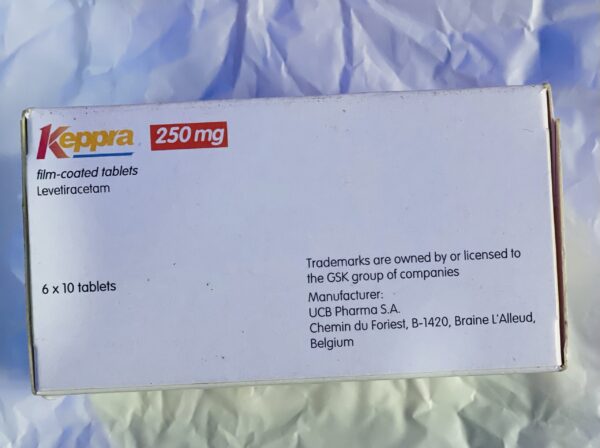 Keppra 250 mg
film-coated tablets
Levetiracetam
6 x 10 tablets
Trademarks are owned by or licensed to
the GSK group of companies
Manufacturer:
UCB Pharma S.A.
Chemin du Foriest, B-1420, Braine L'Alleud,
Belgium